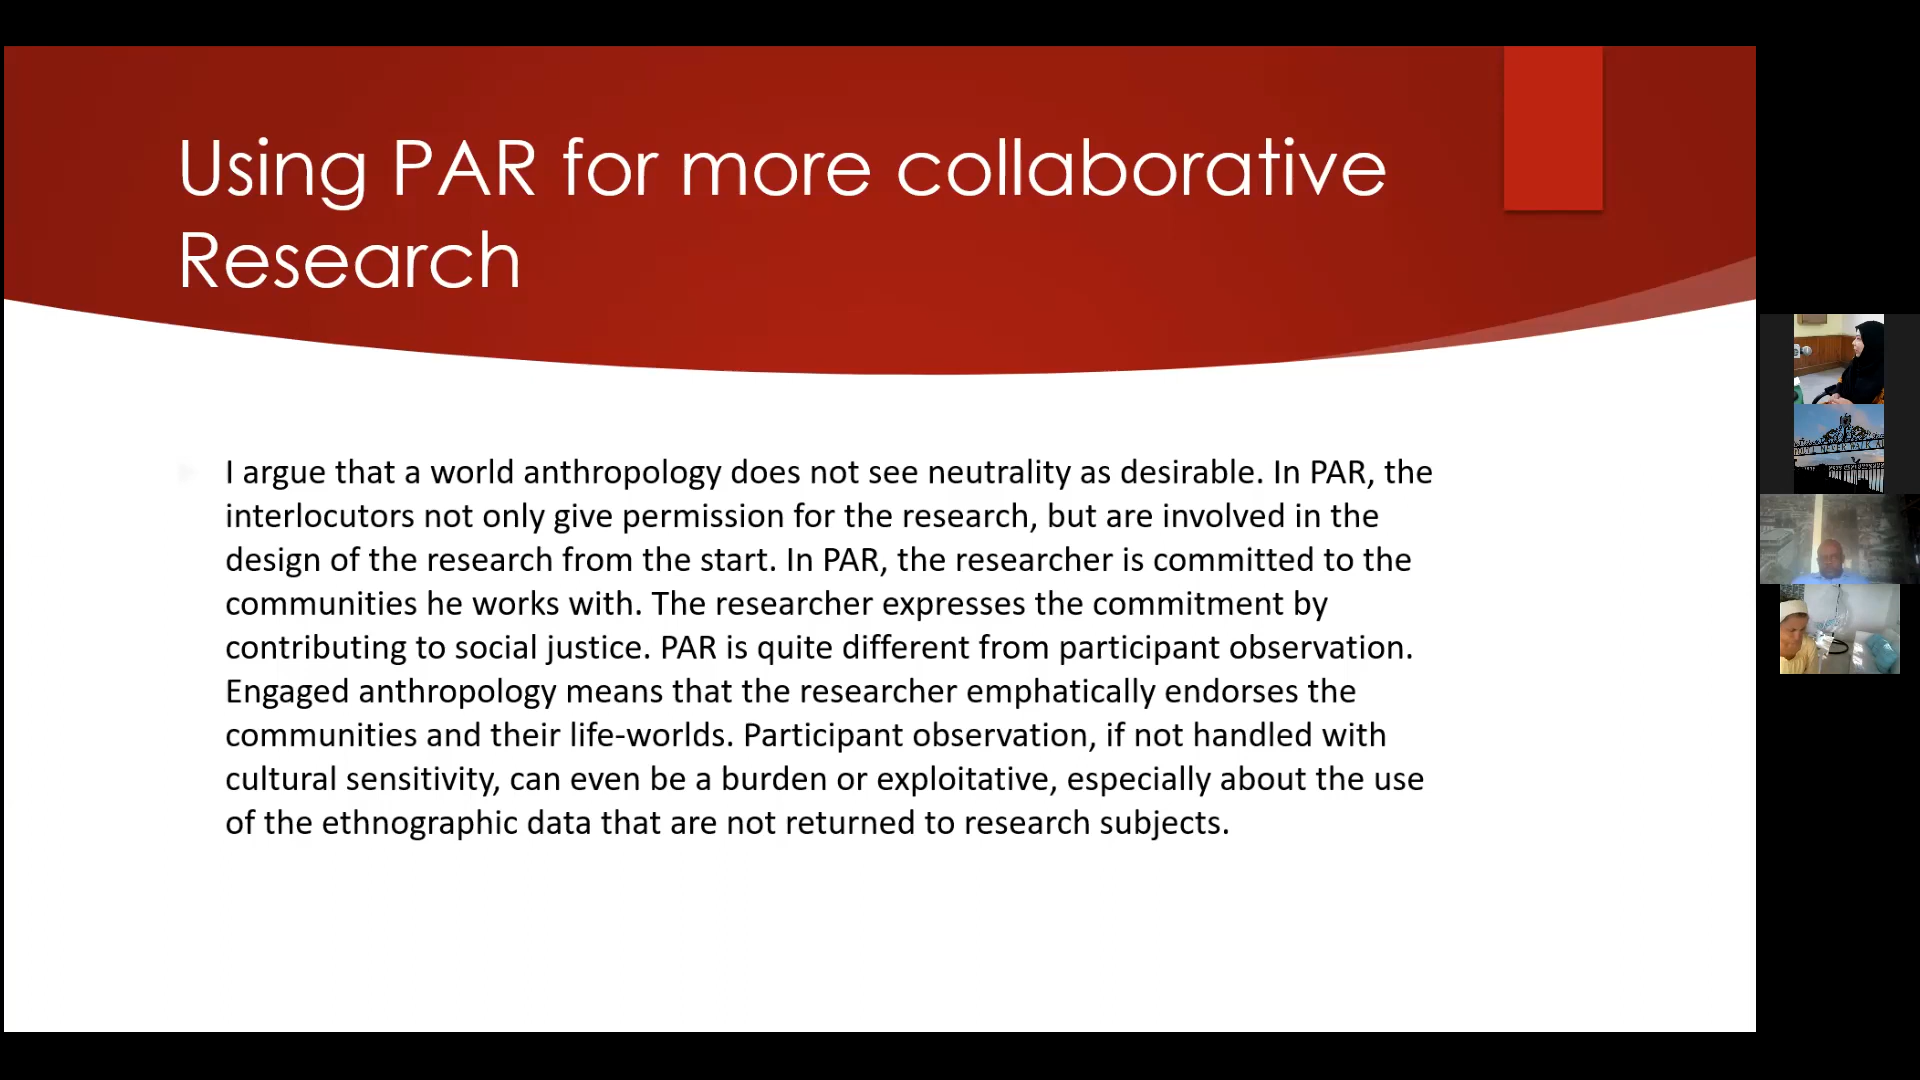 Using PAR for more collaborative
Research
I argue that a world anthropology does not see neutrality as desirable. In PAR, the
interlocutors not only give permission for the research, but are involved in the
design of the research from the start. In PAR, the researcher is committed to the
communities he works with. The researcher expresses the commitment by
contributing to social justice. PAR is quite different from participant observation.
Engaged anthropology means that the researcher emphatically endorses the
communities and their life-worlds. Participant observation, if not handled with
cultural sensitivity, can even be a burden or exploitative, especially about the use
of the ethnographic data that are not returned to research subjects.